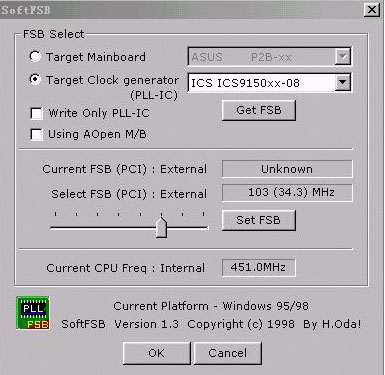 SoftFSB
FSB Select
Target Mainboard
ASUS P2B-xx
Target Clock generator
(PLL-IC)
ICS ICS9150xx-08
Write Only PLL-IC
Get FSB
Using AOpen M/B
Current FSB (PCI) : External
Unknown
Select FSB (PCI) : External
103 (34.3) MHz
Set FSB
Current CPU Freq : Internal
451.0MHz
PLL
FSB
Current Platform - Windows 95/98
SoftFSB Version 1.3 Copyright (c) 1998 By H.Oda!
OK
Cancel